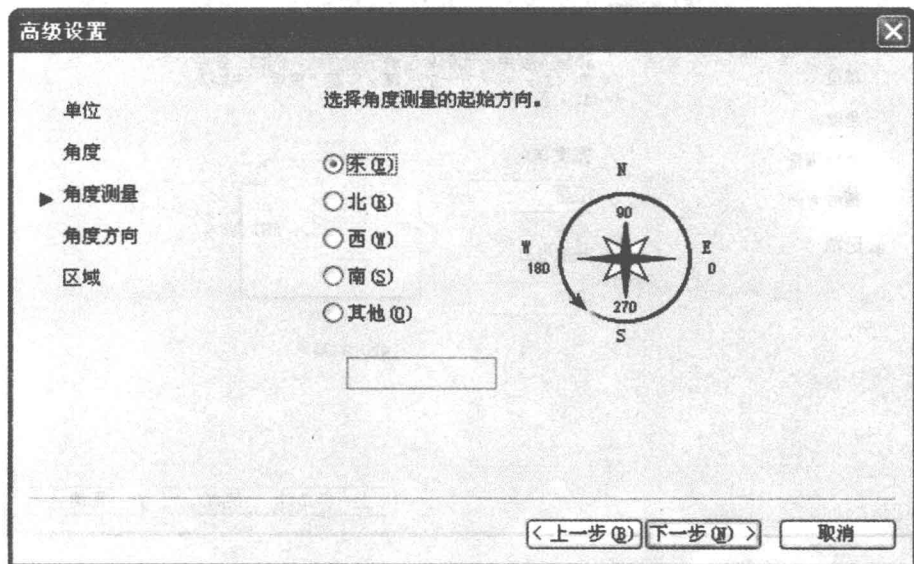 高级设置
单位
角度
角度测量
角度方向
区域
选择角度测量的起始方向。
东(E)
北(R)
西(W)
南(S)
其他(O)
N
90
W
180
E
0
270
S
< 上一步(B)
下一步(N) >
取消